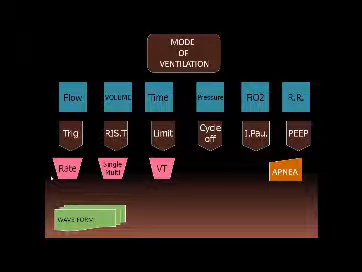 MODE
OF
VENTILATION
Flow VOLUME Time Pressure FiO2 R.R.
Trig RIS.T Limit Cycle off I.Pau. PEEP
Rate Single Multi VT APNEA
WAVE FORM